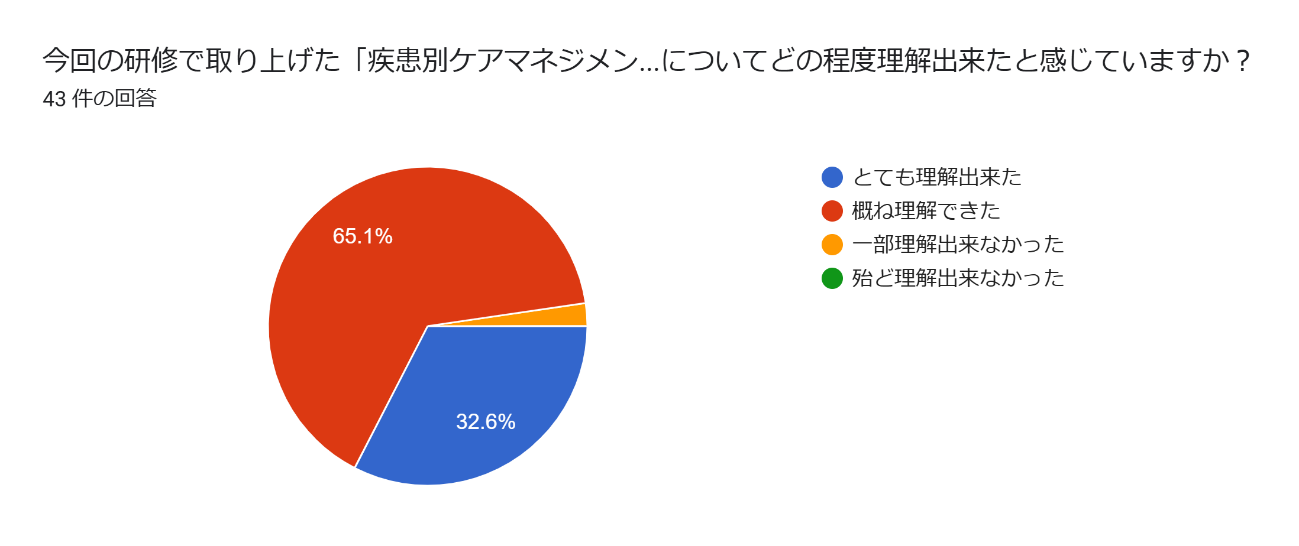 今回の研修で取り上げた「疾患別ケアマネジメン...についてどの程度理解出来たと感じていますか？
43 件の回答
とても理解出来た
概ね理解できた
一部理解出来なかった
殆ど理解出来なかった
65.1%
32.6%